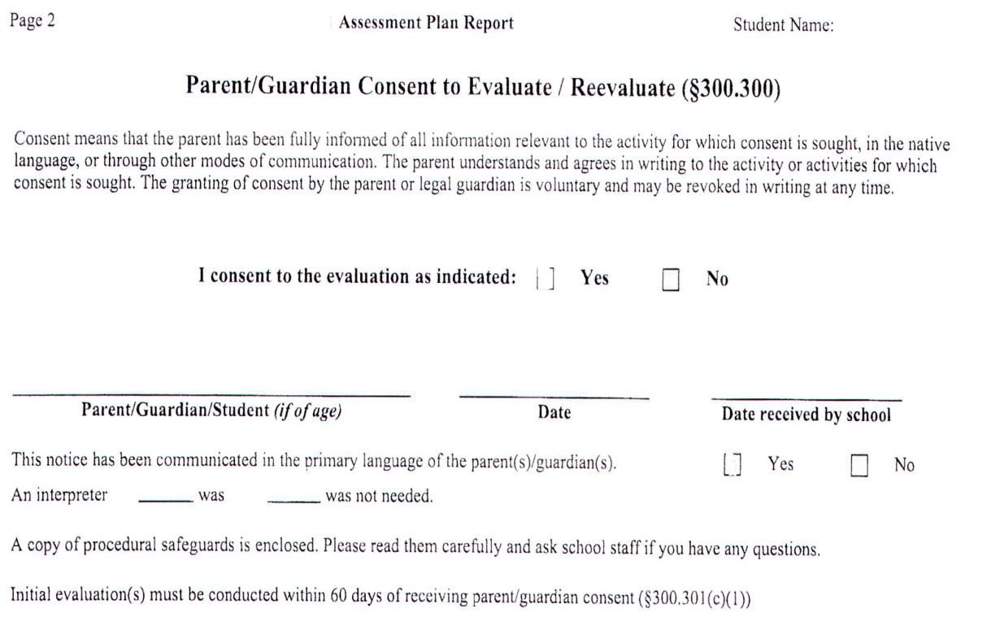 Page 2 Assessment Plan Report Student Name:
Parent/Guardian Consent to Evaluate / Reevaluate (§300.300)
Consent means that the parent has been fully informed of all information relevant to the activity for which consent is sought, in the native
language, or through other modes of communication. The parent understands and agrees in writing to the activity or activities for which
consent is sought. The granting of consent by the parent or legal guardian is voluntary and may be revoked in writing at any time.
I consent to the evaluation as indicated: Yes No
Parent/Guardian/Student (if of age) Date Date received by school
This notice has been communicated in the primary language of the parent(s)/guardian(s). Yes No
An interpreter ______ was ______ was not needed.
A copy of procedural safeguards is enclosed. Please read them carefully and ask school staff if you have any questions.
Initial evaluation(s) must be conducted within 60 days of receiving parent/guardian consent (§300.301(c)(1))